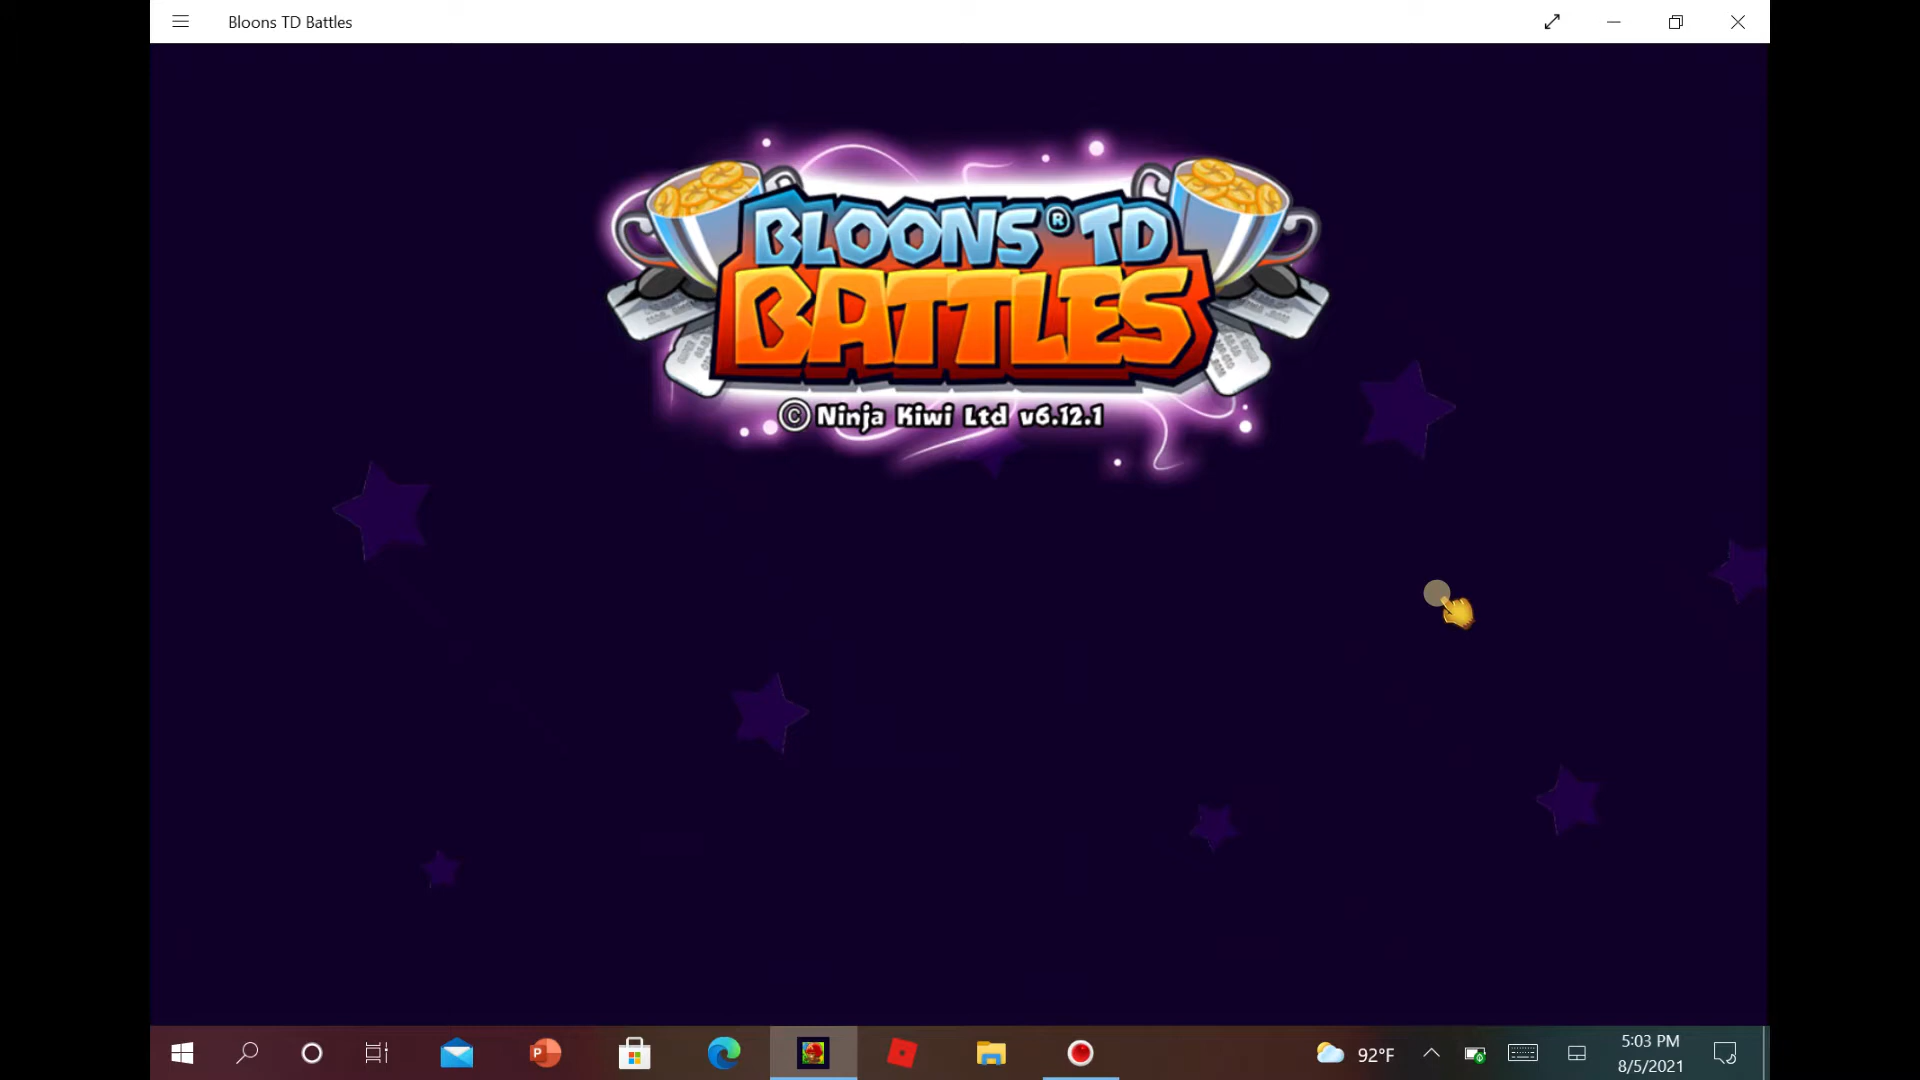 Bloons TD Battles
BLOONS® TD
BATTLES
© Ninja Kiwi Ltd v6.12.1
92°F
5:03 PM
8/5/2021